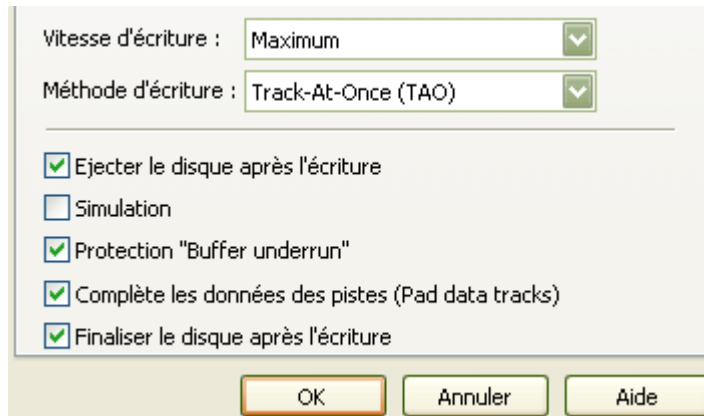 Vitesse d'écriture : Maximum
Méthode d'écriture : Track-At-Once (TAO)
Ejecter le disque après l'écriture
Simulation
Protection "Buffer underrun"
Complète les données des pistes (Pad data tracks)
Finaliser le disque après l'écriture
OK Annuler Aide